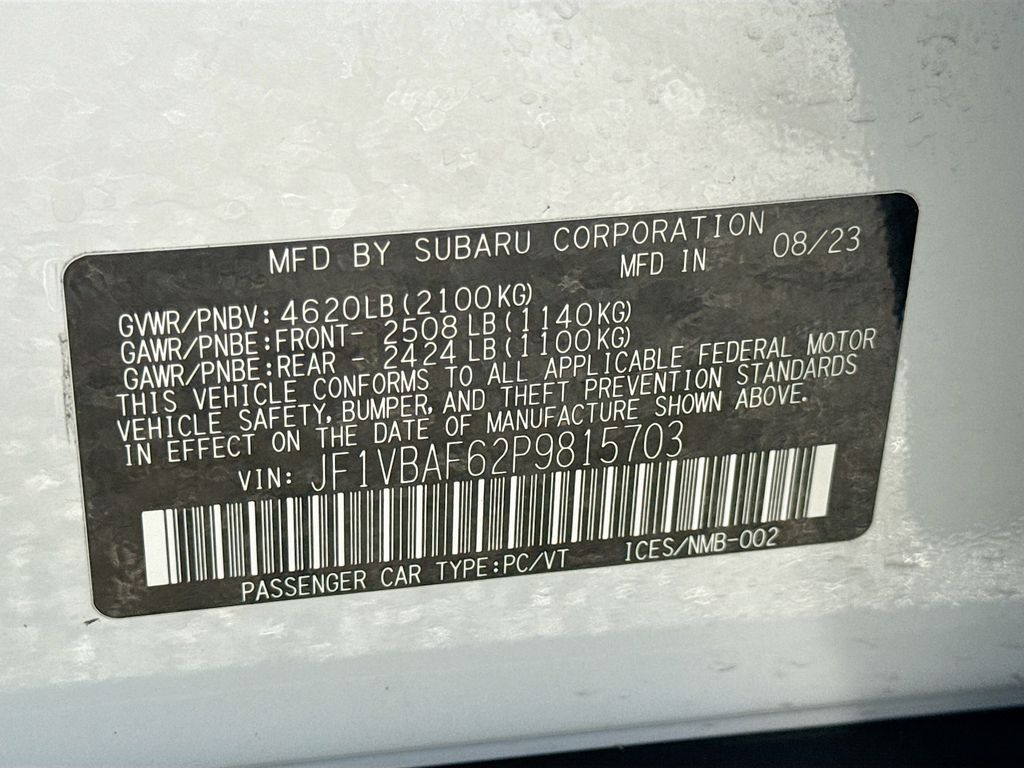 MFD BY SUBARU CORPORATION
MFD IN 08/23
GVWR/PNBV: 4620LB (2100KG)
GAWR/PNBE: FRONT- 2508 LB (1140KG)
GAWR/PNBE: REAR - 2424 LB (1100KG)
THIS VEHICLE CONFORMS TO ALL APPLICABLE FEDERAL MOTOR
VEHICLE SAFETY, BUMPER, AND THEFT PREVENTION STANDARDS
IN EFFECT ON THE DATE OF MANUFACTURE SHOWN ABOVE.
VIN: JF1VBAF62P9815703
PASSENGER CAR TYPE:PC/VT ICES/NMB-002